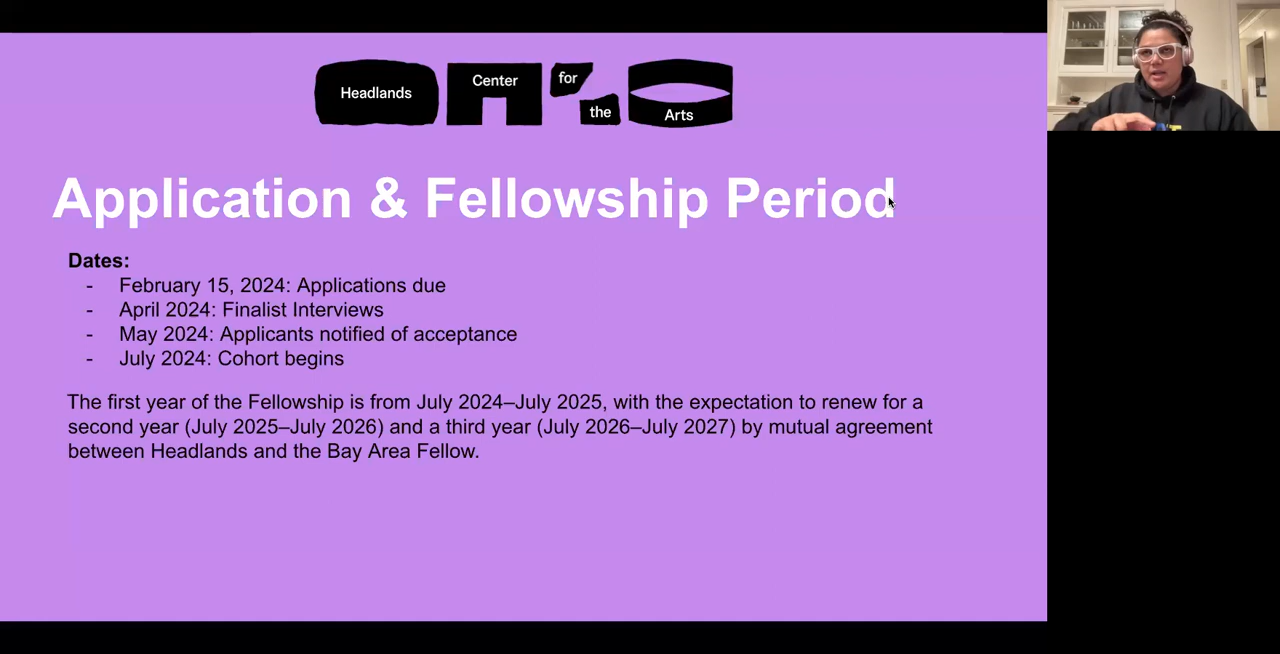 Headlands
Center
for
the
Arts
Application & Fellowship Period
Dates:
- February 15, 2024: Applications due
- April 2024: Finalist Interviews
- May 2024: Applicants notified of acceptance
- July 2024: Cohort begins
The first year of the Fellowship is from July 2024–July 2025, with the expectation to renew for a
second year (July 2025–July 2026) and a third year (July 2026–July 2027) by mutual agreement
between Headlands and the Bay Area Fellow.